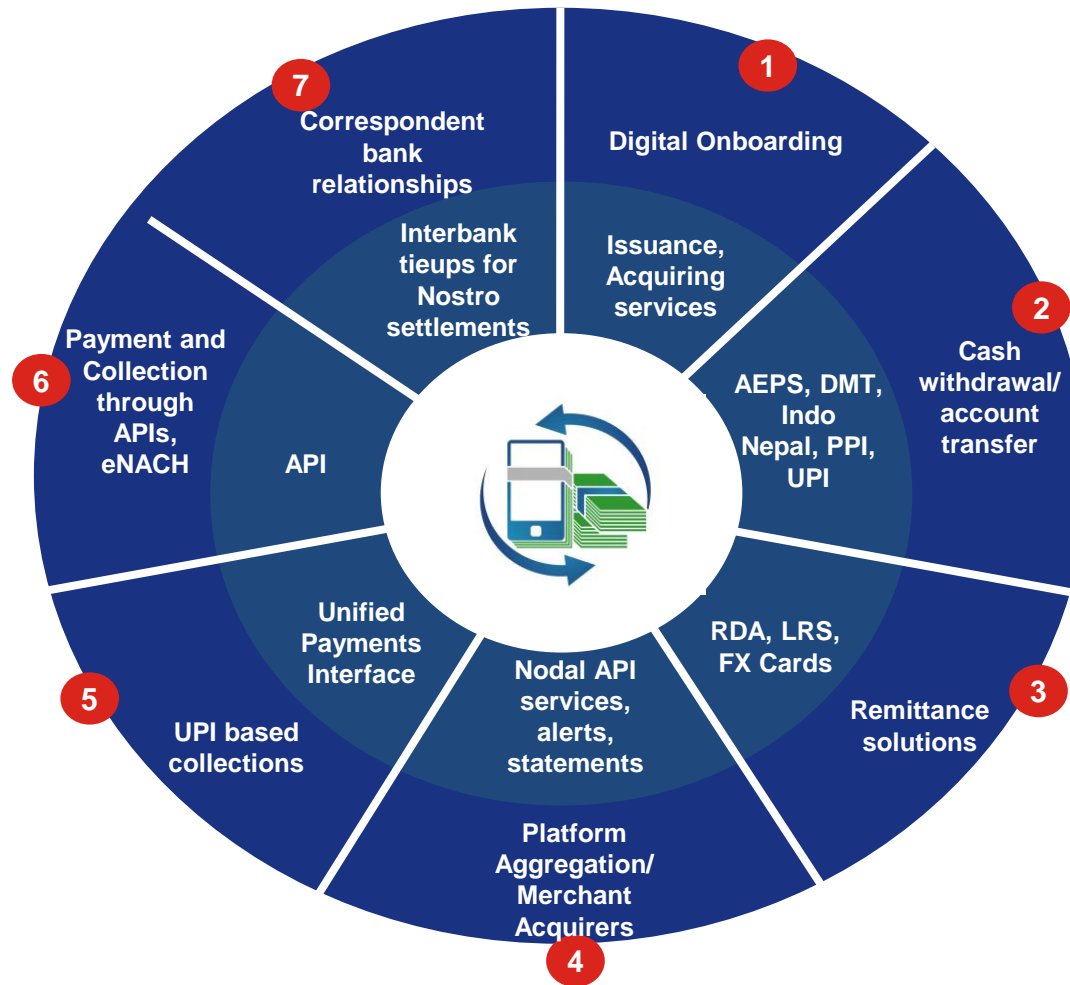 1
Digital Onboarding
Issuance,
Acquiring
services
2
Cash
withdrawal/
account
transfer
AEPS, DMT,
Indo
Nepal, PPI,
UPI
3
Remittance
solutions
RDA, LRS,
FX Cards
4
Platform
Aggregation/
Merchant
Acquirers
Nodal API
services,
alerts,
statements
5
UPI based
collections
Unified
Payments
Interface
6
Payment and
Collection
through
APIs,
eNACH
API
7
Correspondent
bank
relationships
Interbank
tieups for
Nostro
settlements